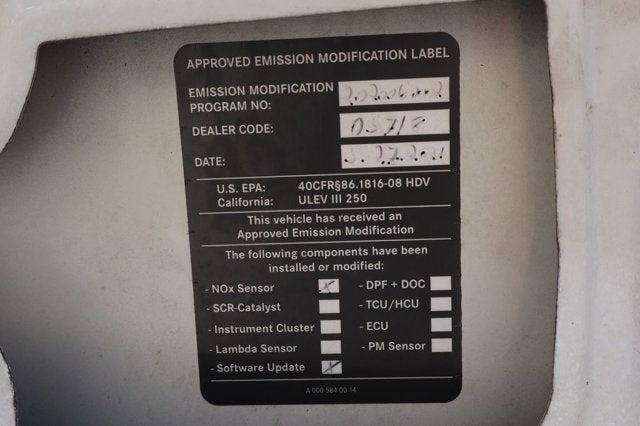 APPROVED EMISSION MODIFICATION LABEL
EMISSION MODIFICATION
PROGRAM NO:
DEALER CODE:
DATE:
U.S. EPA: 40CFR§86.1816-08 HDV
California: ULEV III 250
This vehicle has received an
Approved Emission Modification
The following components have been
installed or modified:
- NOx Sensor X - DPF + DOC
- SCR-Catalyst - TCU/HCU
- Instrument Cluster - ECU
- Lambda Sensor - PM Sensor
- Software Update X
A 000 584 00 14